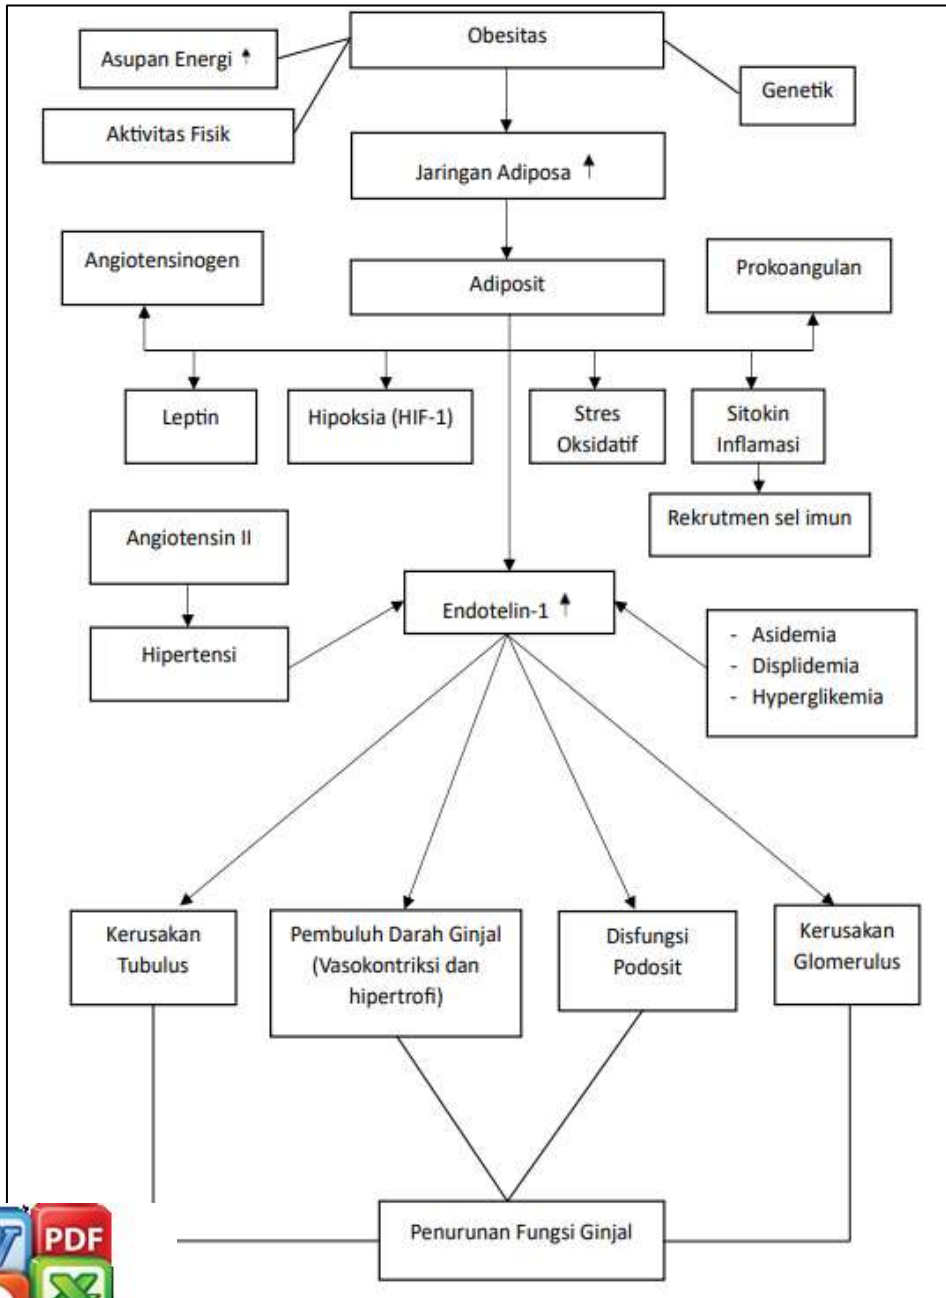 Obesitas
Asupan Energi
Genetik
Aktivitas Fisik
Jaringan Adiposa
Angiotensinogen
Prokoangulan
Adiposit
Leptin
Hipoksia (HIF-1)
Stres
Oksidatif
Sitokin
Inflamasi
Rekrutmen sel imun
Angiotensin II
Endotelin-1
Hipertensi
- Asidemia
- Displidemia
- Hyperglikemia
Kerusakan
Tubulus
Pembuluh Darah Ginjal
(Vasokontriksi dan
hipertrofi)
Disfungsi
Podosit
Kerusakan
Glomerulus
Penurunan Fungsi Ginjal
PDF